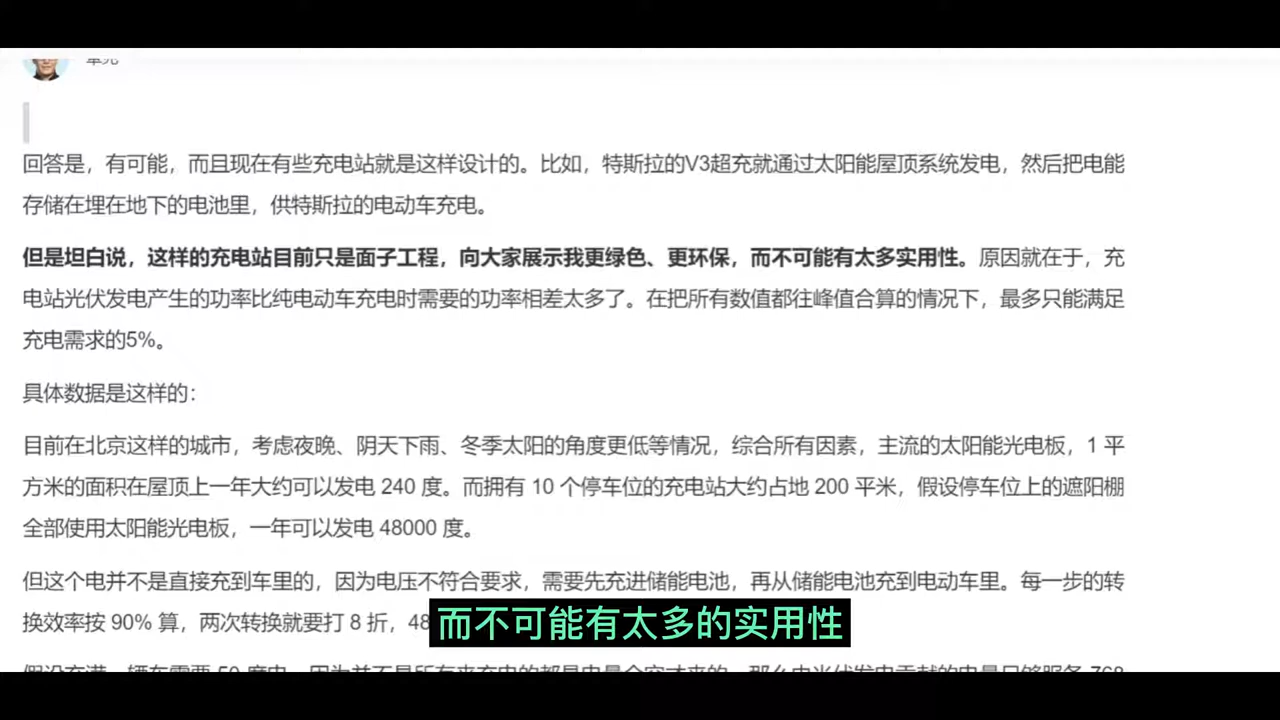 回答是，有可能，而且现在有些充电站就是这样设计的。比如，特斯拉的V3超充就通过太阳能屋顶系统发电，然后把电能
存储在埋在地下的电池里，供特斯拉的电动车充电。
但是坦白说，这样的充电站目前只是面子工程，向大家展示我更绿色、更环保，而不可能有太多实用性。原因就在于，充
电站光伏发电产生的功率比纯电动车充电时需要的功率相差太多了。在把所有数值都往峰值合算的情况下，最多只能满足
充电需求的5%。
具体数据是这样的：
目前在北京这样的城市，考虑夜晚、阴天下雨、冬季太阳的角度更低等情况，综合所有因素，主流的太阳能光电板，1 平
方米的面积在屋顶上一年大约可以发电 240 度。而拥有 10 个停车位的充电站大约占地 200 平米，假设停车位上的遮阳棚
全部使用太阳能光电板，一年可以发电 48000 度。
但这个电并不是直接充到车里的，因为电压不符合要求，需要先充进储能电池，再从储能电池充到电动车里。每一步的转
换效率按 90% 算，两次转换就要打 8 折，48
而不可能有太多的实用性